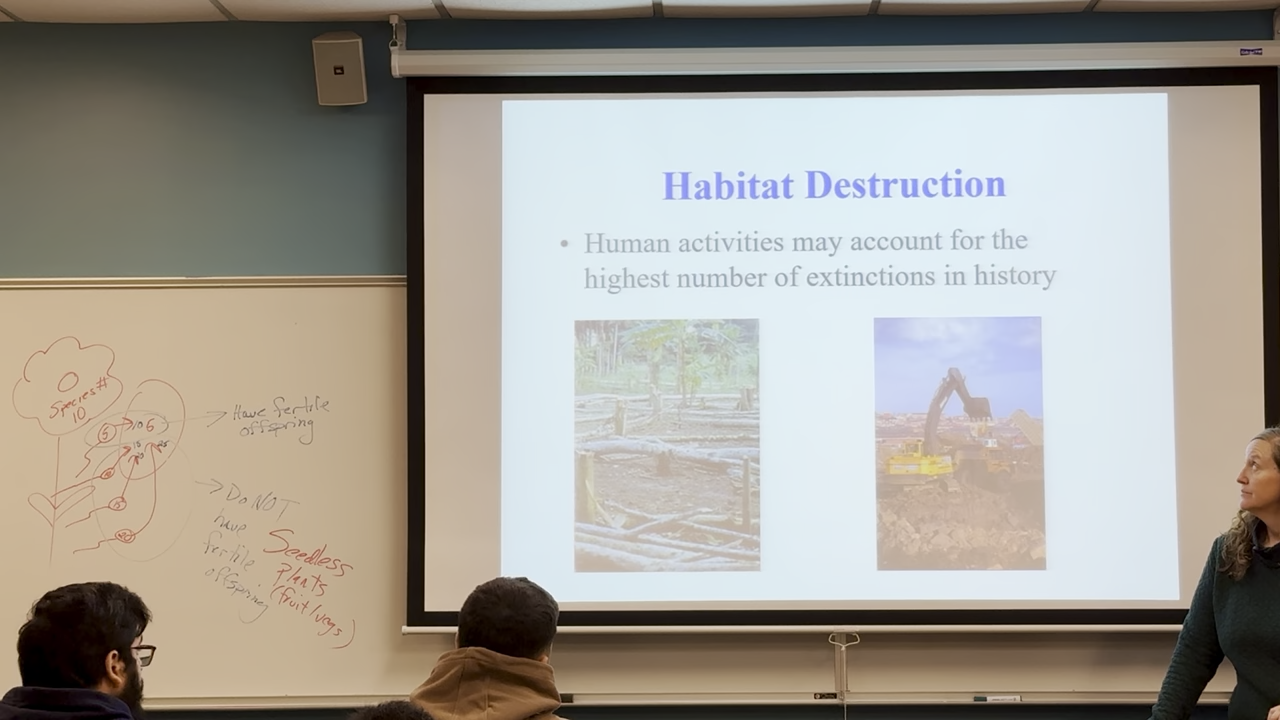 Habitat Destruction
• Human activities may account for the
highest number of extinctions in history
Species #
10
5
→ Have fertile
offspring
→ Do NOT
have
fertile
offspring
Seedless
Plants
(fruit/vegs)